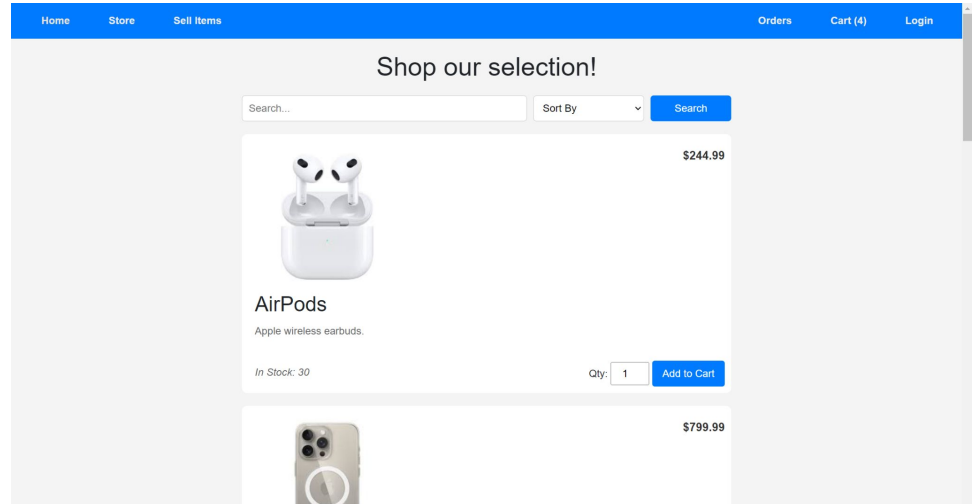 Home Store Sell Items Orders Cart (4) Login
Shop our selection!
Search... Sort By Search
$244.99
AirPods
Apple wireless earbuds.
In Stock: 30 Qty: 1 Add to Cart
$799.99